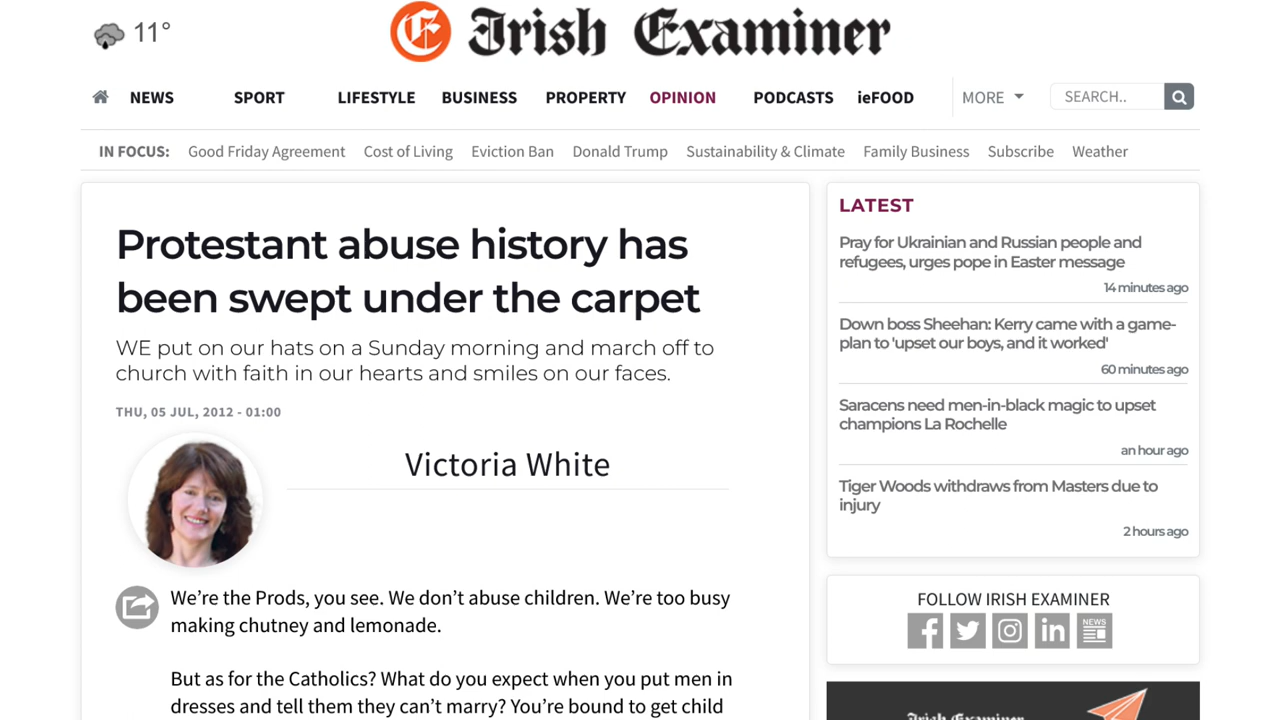 11°
Irish Examiner
NEWS SPORT LIFESTYLE BUSINESS PROPERTY OPINION PODCASTS ieFOOD MORE SEARCH..
IN FOCUS: Good Friday Agreement Cost of Living Eviction Ban Donald Trump Sustainability & Climate Family Business Subscribe Weather
Protestant abuse history has
been swept under the carpet
WE put on our hats on a Sunday morning and march off to
church with faith in our hearts and smiles on our faces.
THU, 05 JUL, 2012 - 01:00
Victoria White
We’re the Prods, you see. We don’t abuse children. We’re too busy
making chutney and lemonade.
But as for the Catholics? What do you expect when you put men in
dresses and tell them they can’t marry? You’re bound to get child
LATEST
Pray for Ukrainian and Russian people and
refugees, urges pope in Easter message
14 minutes ago
Down boss Sheehan: Kerry came with a game-
plan to 'upset our boys, and it worked'
60 minutes ago
Saracens need men-in-black magic to upset
champions La Rochelle
an hour ago
Tiger Woods withdraws from Masters due to
injury
2 hours ago
FOLLOW IRISH EXAMINER
NEWS
Irish Examiner